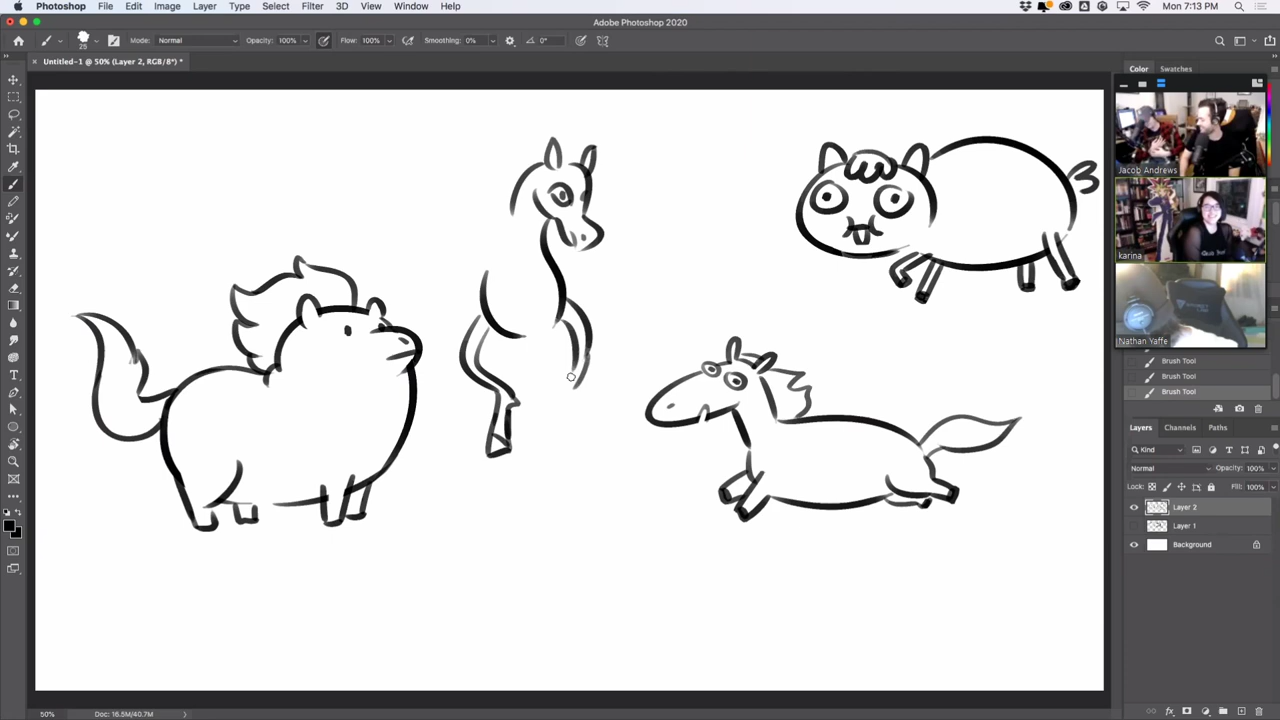 Photoshop File Edit Image Layer Type Select Filter 3D View Window Help Mon 7:13 PM
Adobe Photoshop 2020
25 Mode: Normal Opacity: 100% Flow: 100% Smoothing: 0% 0°
Untitled-1 @ 50% (Layer 2, RGB/8*) *
Color Swatches
Jacob Andrews
karina
Nathan Yaffe
Brush Tool
Brush Tool
Brush Tool
Layers Channels Paths
Kind
Normal Opacity: 100%
Lock: Fill: 100%
Layer 2
Layer 1
Background
50% Doc: 16.5M/40.7M